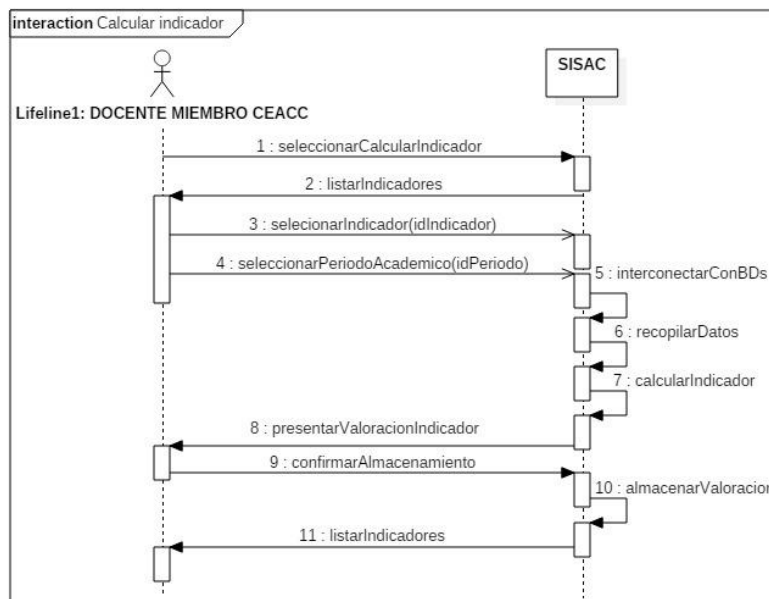 interaction Calcular indicador
SISAC
Lifeline1: DOCENTE MIEMBRO CEACC
1 : seleccionarCalcularIndicador
2 : listarIndicadores
3 : selecionarIndicador(idIndicador)
4 : seleccionarPeriodoAcademico(idPeriodo)
5 : interconectarConBDs
6 : recopilarDatos
7 : calcularIndicador
8 : presentarValoracionIndicador
9 : confirmarAlmacenamiento
10 : almacenarValoracion
11 : listarIndicadores